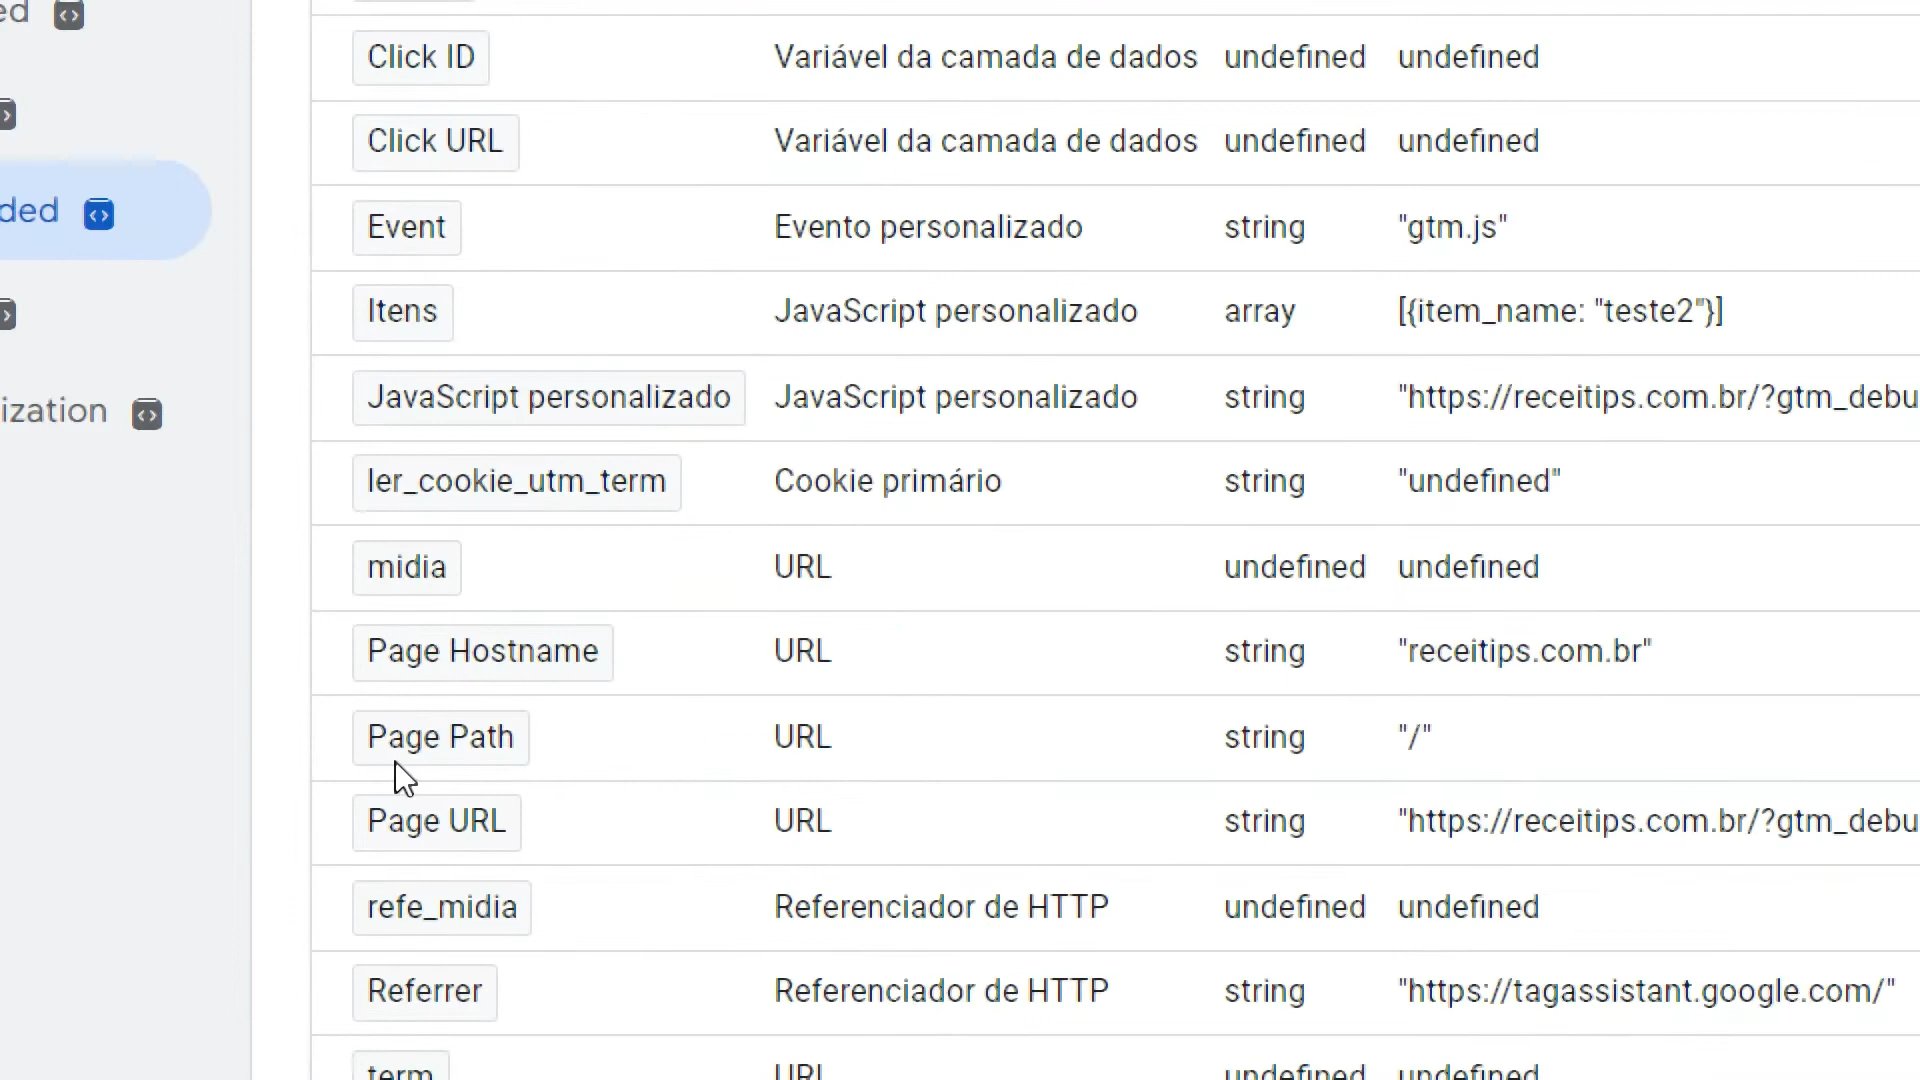 ed
Click ID Variável da camada de dados undefined undefined
Click URL Variável da camada de dados undefined undefined
ded
Event Evento personalizado string "gtm.js"
Itens JavaScript personalizado array [{item_name: "teste2"}]
ization
JavaScript personalizado JavaScript personalizado string "https://receitips.com.br/?gtm_debu
ler_cookie_utm_term Cookie primário string "undefined"
midia URL undefined undefined
Page Hostname URL string "receitips.com.br"
Page Path URL string "/"
Page URL URL string "https://receitips.com.br/?gtm_debu
refe_midia Referenciador de HTTP undefined undefined
Referrer Referenciador de HTTP string "https://tagassistant.google.com/"
term URL undefined undefined